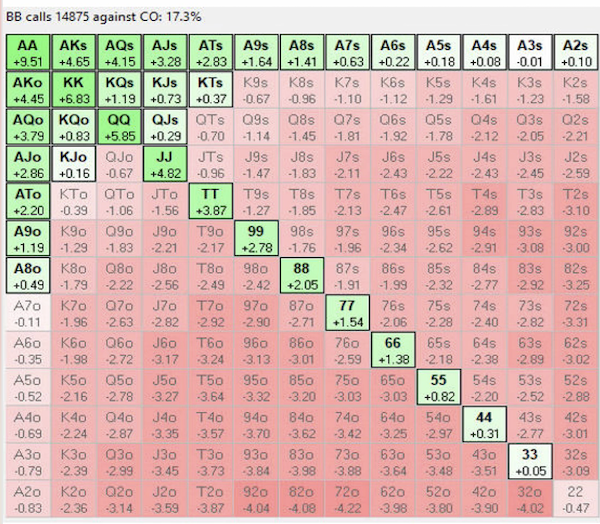 BB calls 14875 against CO: 17.3%
AA AKs AQs AJs ATs A9s A8s A7s A6s A5s A4s A3s A2s
+9.51 +4.65 +4.15 +3.28 +2.83 +1.64 +1.41 +0.63 +0.22 +0.18 +0.08 -0.01 +0.10
AKo KK KQs KJs KTs K9s K8s K7s K6s K5s K4s K3s K2s
+4.45 +6.83 +1.19 +0.73 +0.37 -0.67 -0.96 -1.10 -1.12 -1.29 -1.61 -1.23 -1.58
AQo KQo QQ QJs QTs Q9s Q8s Q7s Q6s Q5s Q4s Q3s Q2s
+3.79 +0.83 +5.85 +0.29 -0.70 -1.14 -1.45 -1.81 -1.92 -1.78 -2.12 -2.05 -2.21
AJo KJo QJo JJ JTs J9s J8s J7s J6s J5s J4s J3s J2s
+2.86 +0.16 -0.67 +4.82 -0.96 -1.47 -1.83 -2.11 -2.43 -2.22 -2.43 -2.45 -2.59
ATo KTo QTo JTo TT T9s T8s T7s T6s T5s T4s T3s T2s
+2.20 -0.39 -1.06 -1.56 +3.87 -1.27 -1.85 -2.13 -2.47 -2.61 -2.89 -2.83 -3.10
A9o K9o Q9o J9o T9o 99 98s 97s 96s 95s 94s 93s 92s
+1.19 -1.29 -1.83 -2.21 -2.17 +2.78 -1.76 -1.96 -2.34 -2.62 -2.91 -3.08 -3.00
A8o K8o Q8o J8o T8o 98o 88 87s 86s 85s 84s 83s 82s
+0.49 -1.79 -2.22 -2.56 -2.49 -2.42 +2.05 -1.91 -1.99 -2.32 -2.77 -2.92 -3.25
A7o K7o Q7o J7o T7o 97o 87o 77 76s 75s 74s 73s 72s
-0.11 -1.96 -2.63 -2.82 -2.92 -2.90 -2.71 +1.54 -2.06 -2.28 -2.40 -2.82 -3.31
A6o K6o Q6o J6o T6o 96o 86o 76o 66 65s 64s 63s 62s
-0.35 -1.98 -2.72 -3.17 -3.24 -3.13 -3.01 -2.59 +1.38 -2.18 -2.38 -2.89 -3.02
A5o K5o Q5o J5o T5o 95o 85o 75o 65o 55 54s 53s 52s
-0.52 -2.16 -2.78 -3.27 -3.64 -3.32 -3.20 -3.03 -3.03 +0.82 -2.20 -2.52 -2.88
A4o K4o Q4o J4o T4o 94o 84o 74o 64o 54o 44 43s 42s
-0.69 -2.24 -2.87 -3.35 -3.57 -3.70 -3.62 -3.42 -3.25 -2.97 +0.31 -2.77 -3.01
A3o K3o Q3o J3o T3o 93o 83o 73o 63o 53o 43o 33 32s
-0.79 -2.39 -2.99 -3.45 -3.73 -3.84 -3.98 -3.88 -3.64 -3.48 -3.51 +0.05 -3.09
A2o K2o Q2o J2o T2o 92o 82o 72o 62o 52o 42o 32o 22
-0.83 -2.36 -3.14 -3.59 -3.87 -4.04 -4.08 -4.22 -3.98 -3.80 -3.90 -4.02 -0.47